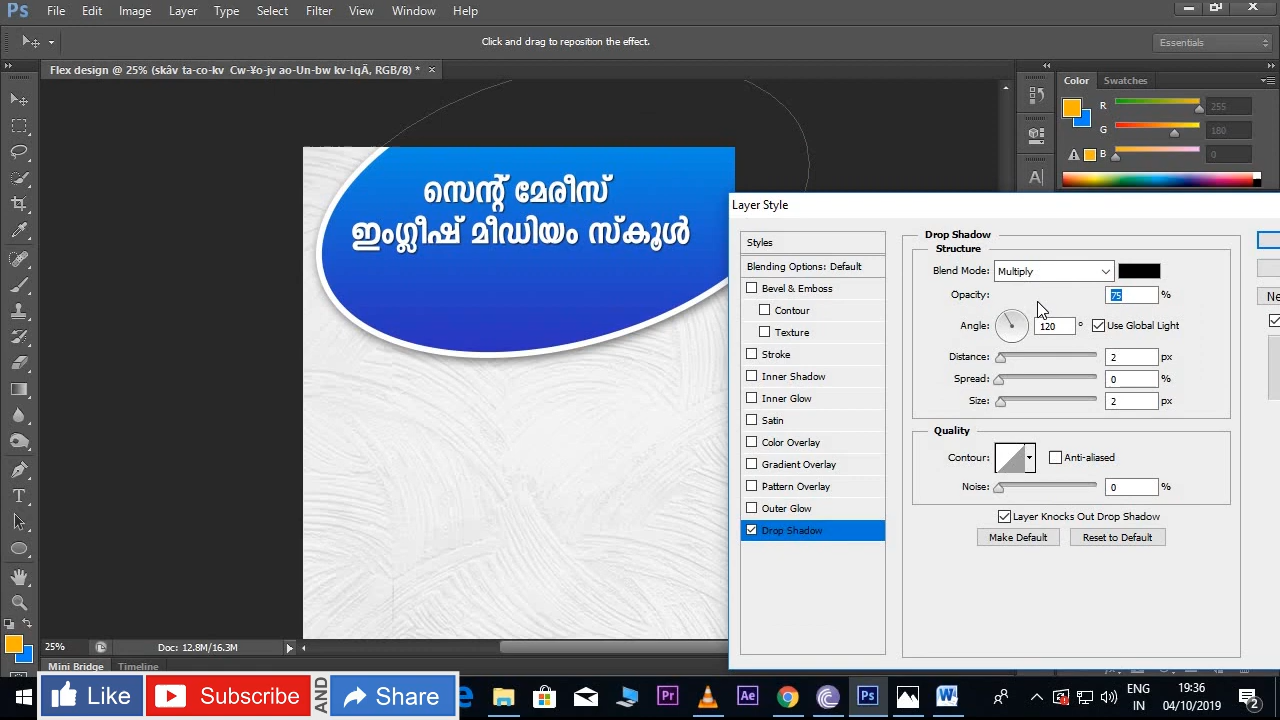 Ps File Edit Image Layer Type Select Filter View Window Help
Click and drag to reposition the effect.
Essentials
Flex design @ 25% (skâv ta-co-kv Cw-¥o-jv ao-Un-bw kv-IqÄ, RGB/8) *
Color Swatches
R 255
G 180
B 0
സെന്റ് മേരീസ്
ഇംഗ്ലീഷ് മീഡിയം സ്കൂൾ
Layer Style
Styles
Blending Options: Default
Bevel & Emboss
Contour
Texture
Stroke
Inner Shadow
Inner Glow
Satin
Color Overlay
Gradient Overlay
Pattern Overlay
Outer Glow
Drop Shadow
Drop Shadow
Structure
Blend Mode: Multiply
Opacity: 75 %
Angle: 120 ° Use Global Light
Distance: 2 px
Spread: 0 %
Size: 2 px
Quality
Contour: Anti-aliased
Noise: 0 %
Layer Knocks Out Drop Shadow
Make Default Reset to Default
Ne
25% Doc: 12.8M/16.3M
Mini Bridge Timeline
Like Subscribe AND Share
Pr Ae Ps
ENG
IN
19:36
04/10/2019
2